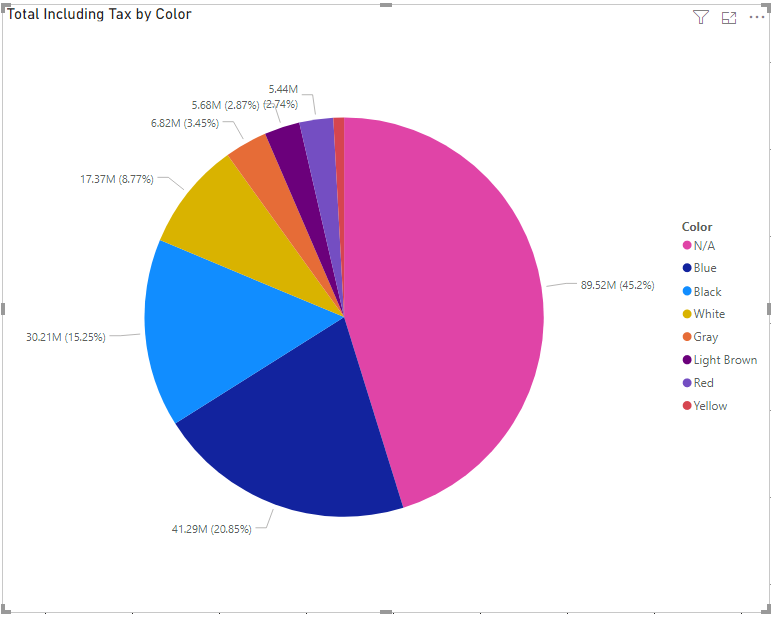 Total Including Tax by Color
5.44M
(2.74%)
5.68M (2.87%)
6.82M (3.45%)
17.37M (8.77%)
30.21M (15.25%)
41.29M (20.85%)
89.52M (45.2%)
Color
N/A
Blue
Black
White
Gray
Light Brown
Red
Yellow